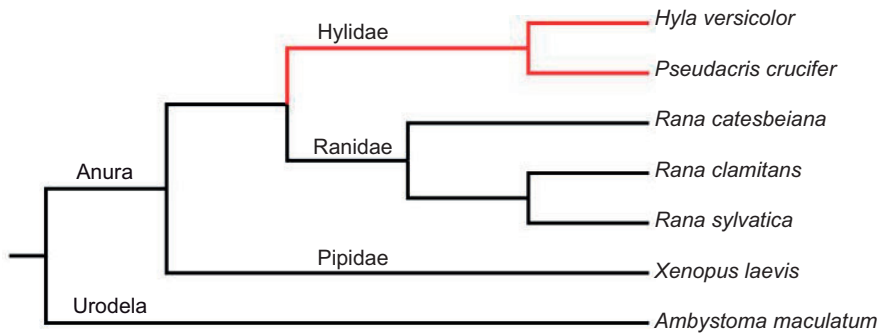 Hylidae
Hyla versicolor
Pseudacris crucifer
Rana catesbeiana
Ranidae
Anura
Rana clamitans
Rana sylvatica
Pipidae
Xenopus laevis
Urodela
Ambystoma maculatum